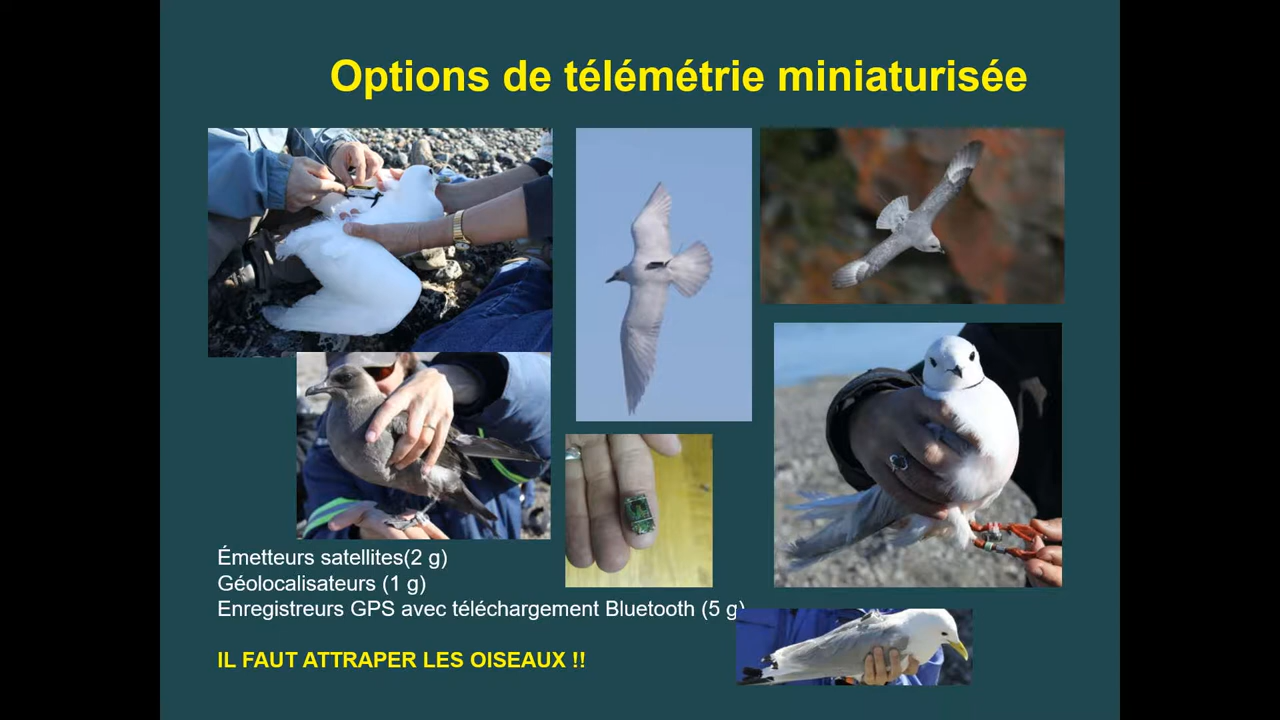 Options de télémétrie miniaturisée
Émetteurs satellites(2 g)
Géolocalisateurs (1 g)
Enregistreurs GPS avec téléchargement Bluetooth (5 g)
IL FAUT ATTRAPER LES OISEAUX !!